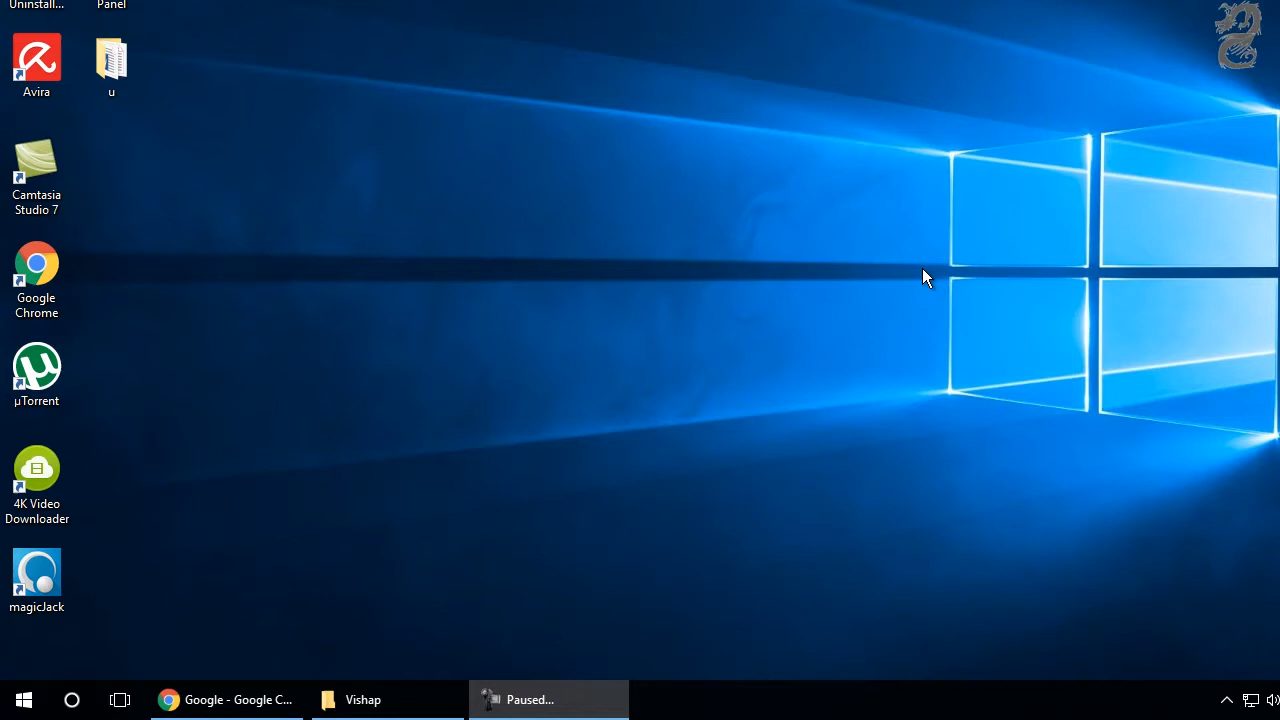 Uninstall...
Panel
Avira
u
Camtasia
Studio 7
Google
Chrome
µTorrent
4K Video
Downloader
magicJack
Google - Google C...
Vishap
Paused...